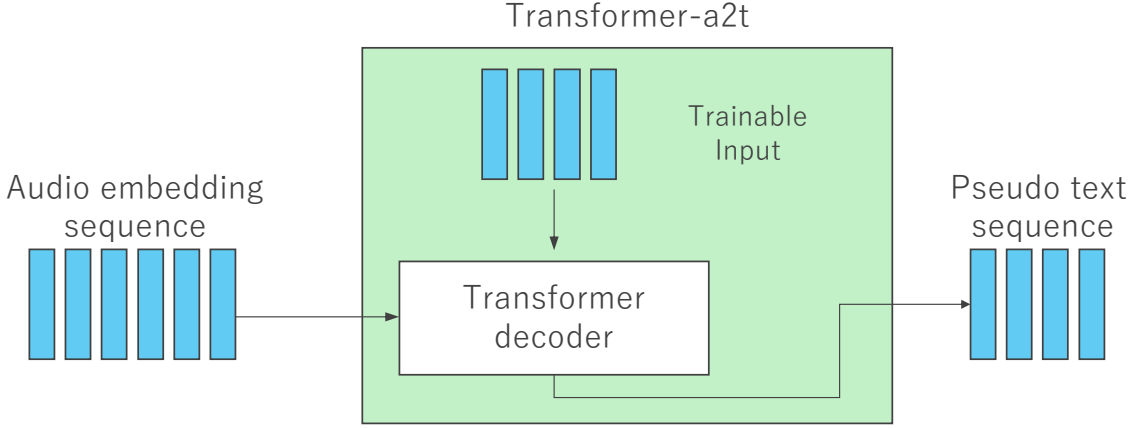 Transformer-a2t
Trainable
Input
Audio embedding
sequence
Transformer
decoder
Pseudo text
sequence